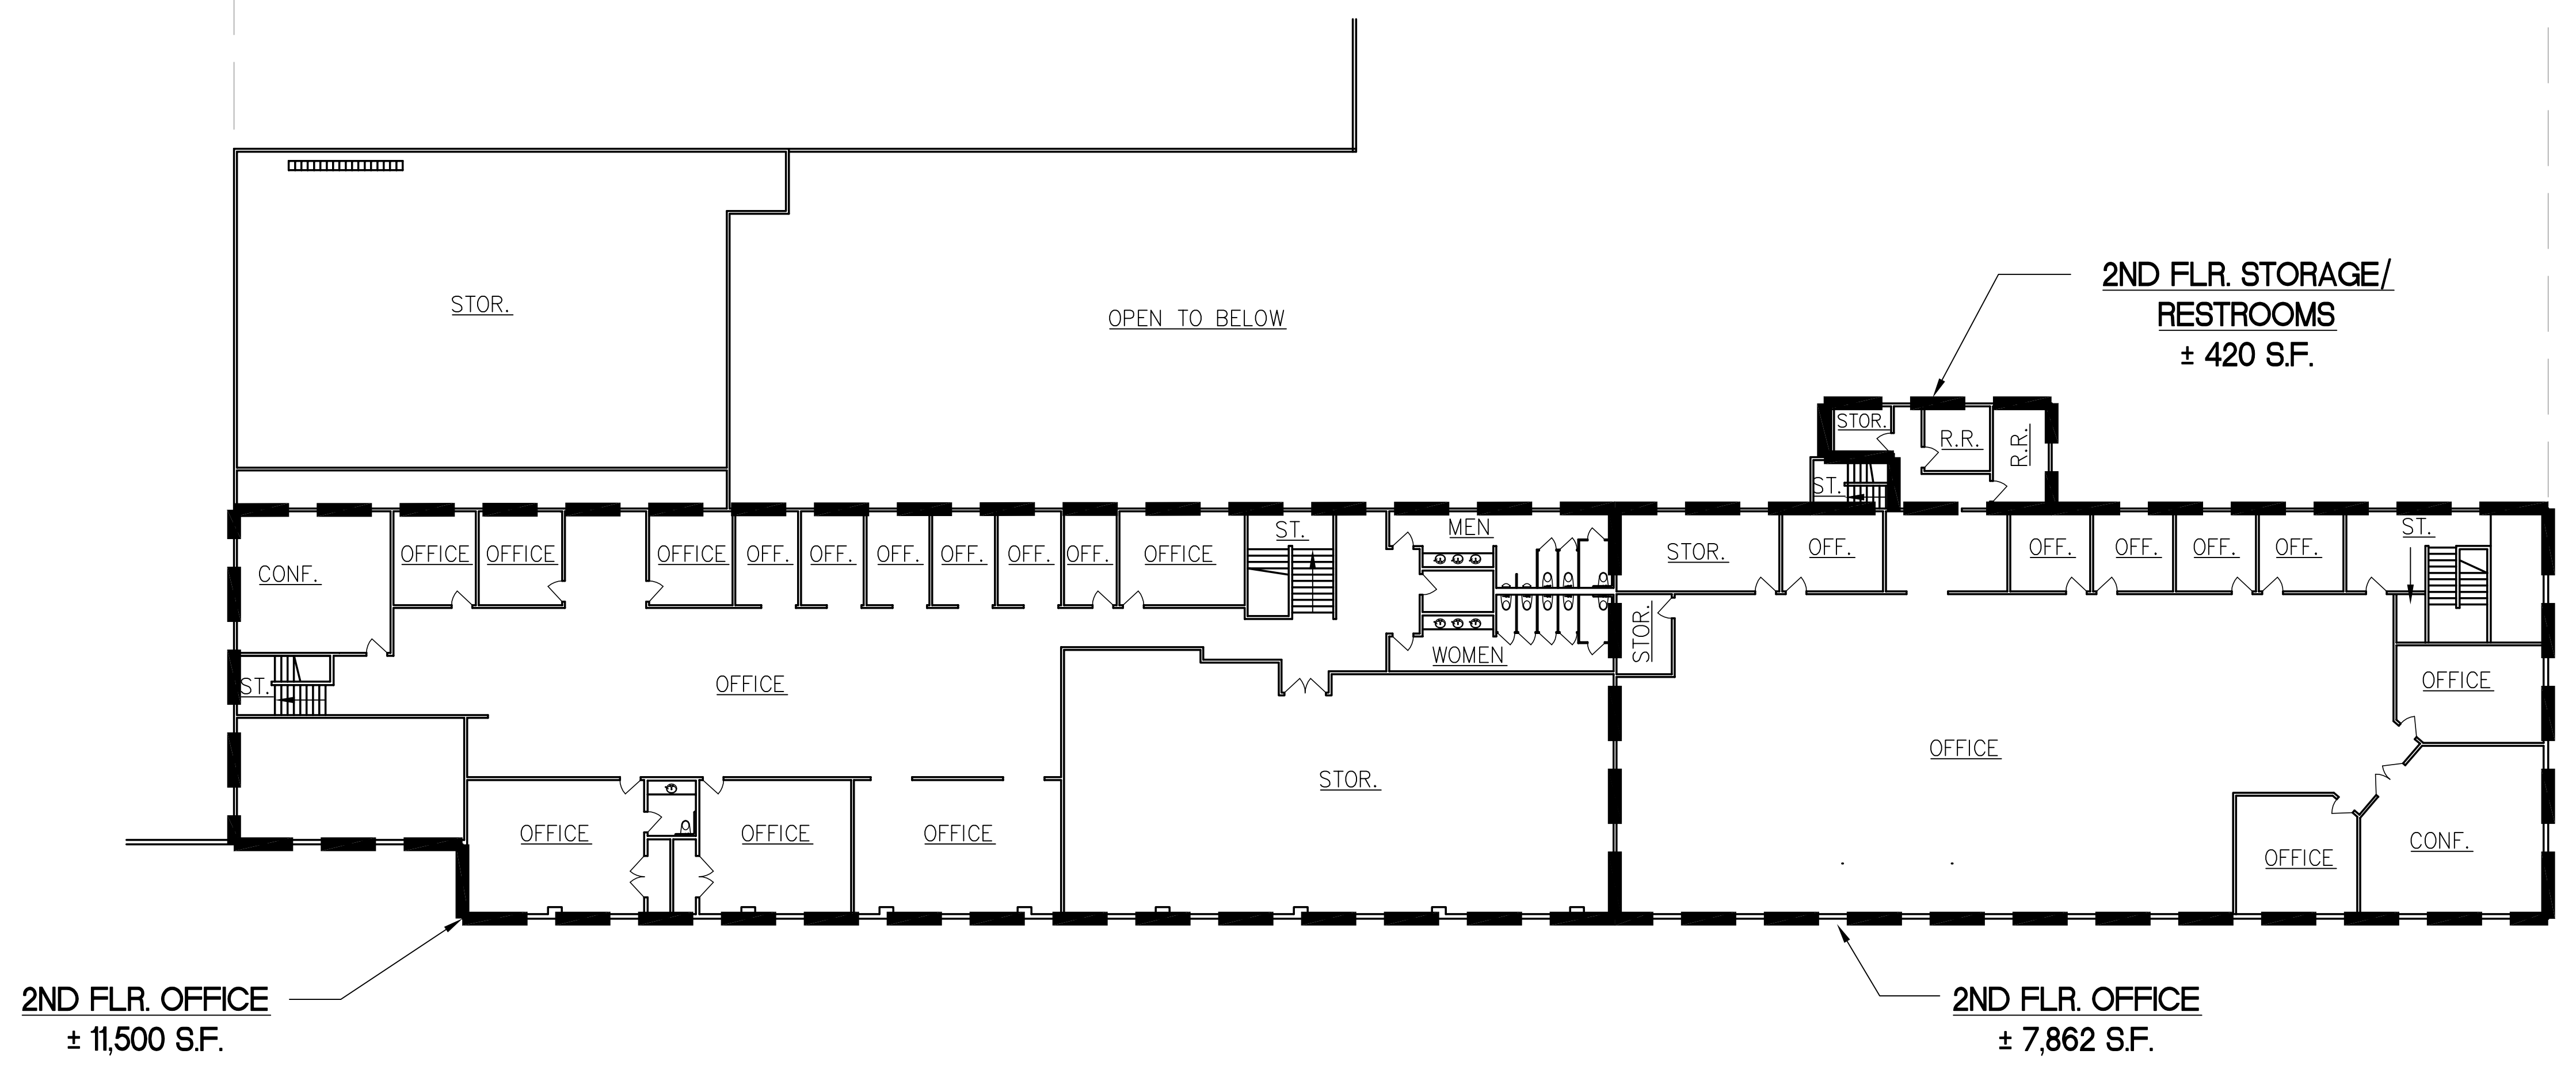 STOR.
OPEN TO BELOW
2ND FLR. STORAGE/
RESTROOMS
± 420 S.F.
STOR.
R.R.
R.R.
ST.
CONF.
OFFICE
OFFICE
OFFICE
OFF.
OFF.
OFF.
OFF.
OFF.
OFF.
OFFICE
ST.
MEN
WOMEN
STOR.
OFF.
OFF.
OFF.
OFF.
OFF.
ST.
STOR.
ST.
OFFICE
OFFICE
OFFICE
STOR.
OFFICE
OFFICE
OFFICE
OFFICE
OFFICE
CONF.
2ND FLR. OFFICE
± 11,500 S.F.
2ND FLR. OFFICE
± 7,862 S.F.